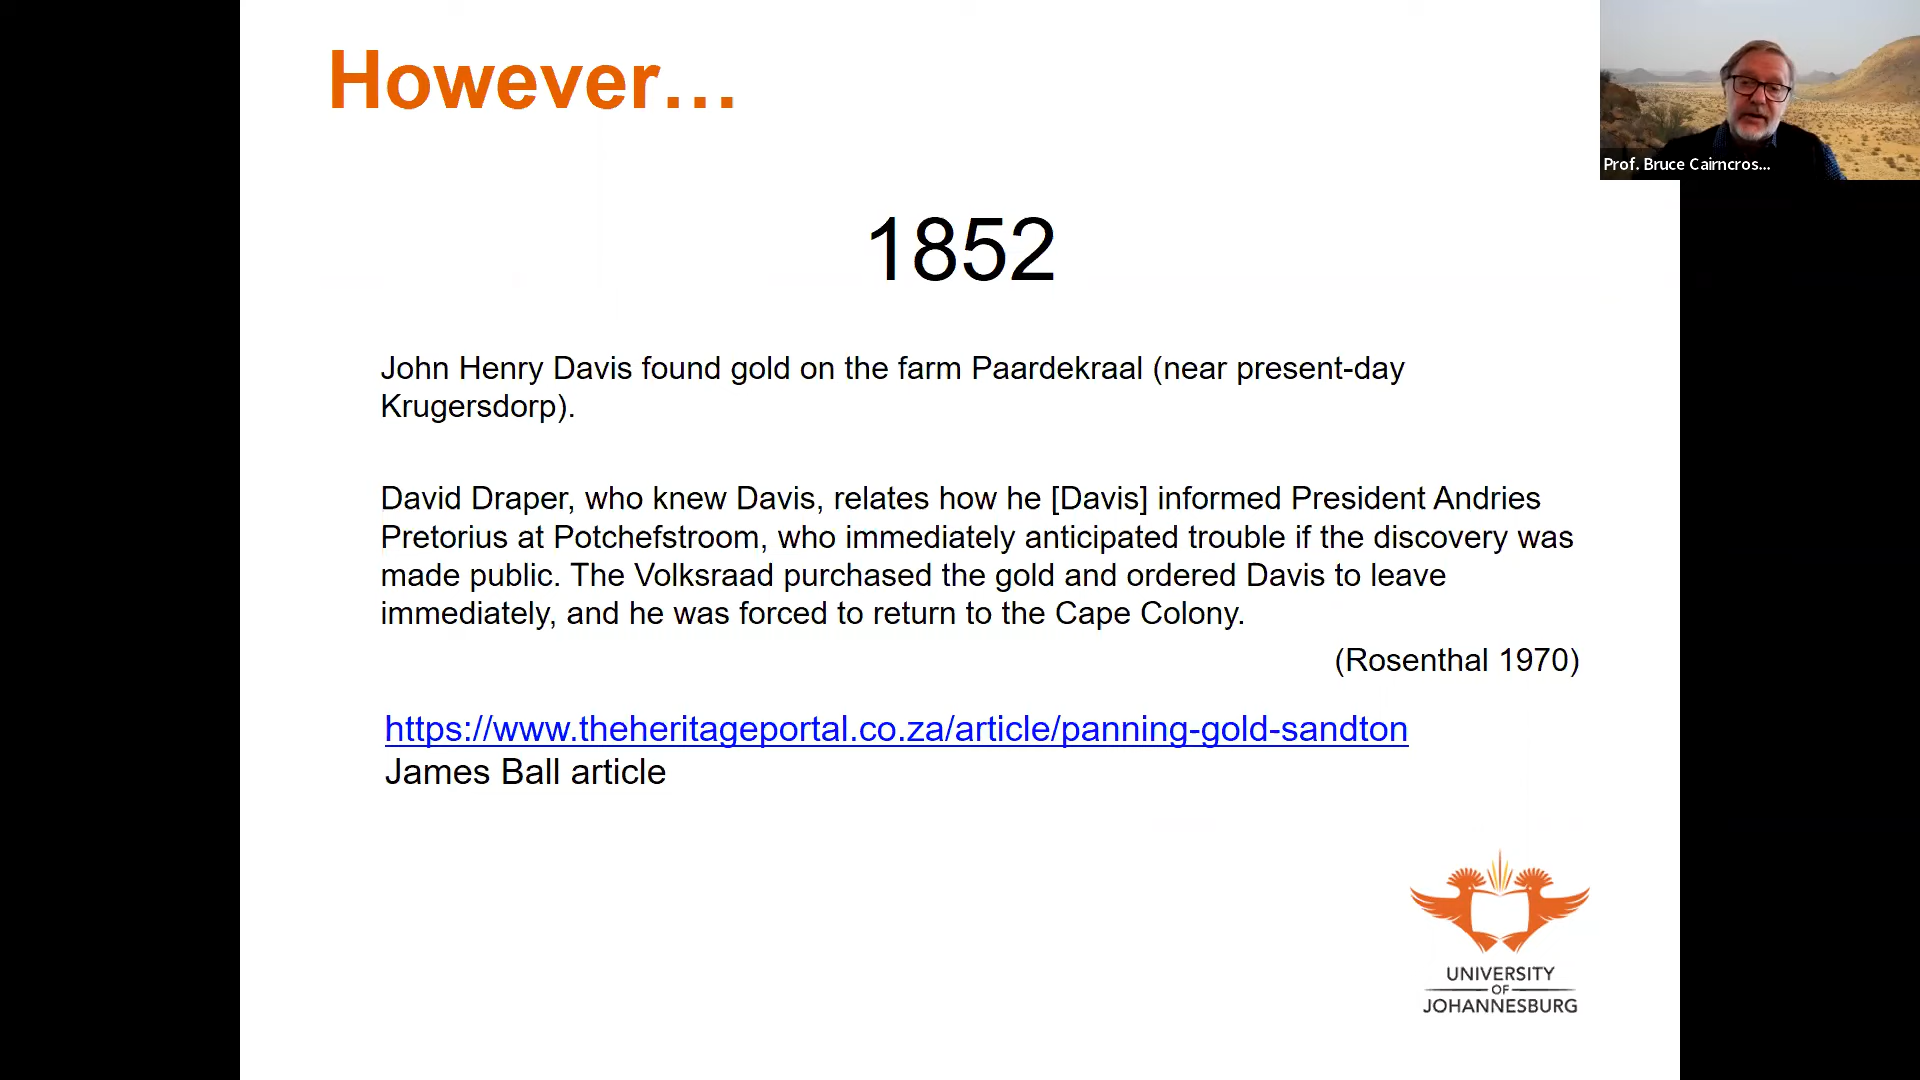 However…
Prof. Bruce Cairncros...
1852
John Henry Davis found gold on the farm Paardekraal (near present-day
Krugersdorp).
David Draper, who knew Davis, relates how he [Davis] informed President Andries
Pretorius at Potchefstroom, who immediately anticipated trouble if the discovery was
made public. The Volksraad purchased the gold and ordered Davis to leave
immediately, and he was forced to return to the Cape Colony.
(Rosenthal 1970)
https://www.theheritageportal.co.za/article/panning-gold-sandton
James Ball article
UNIVERSITY
OF
JOHANNESBURG